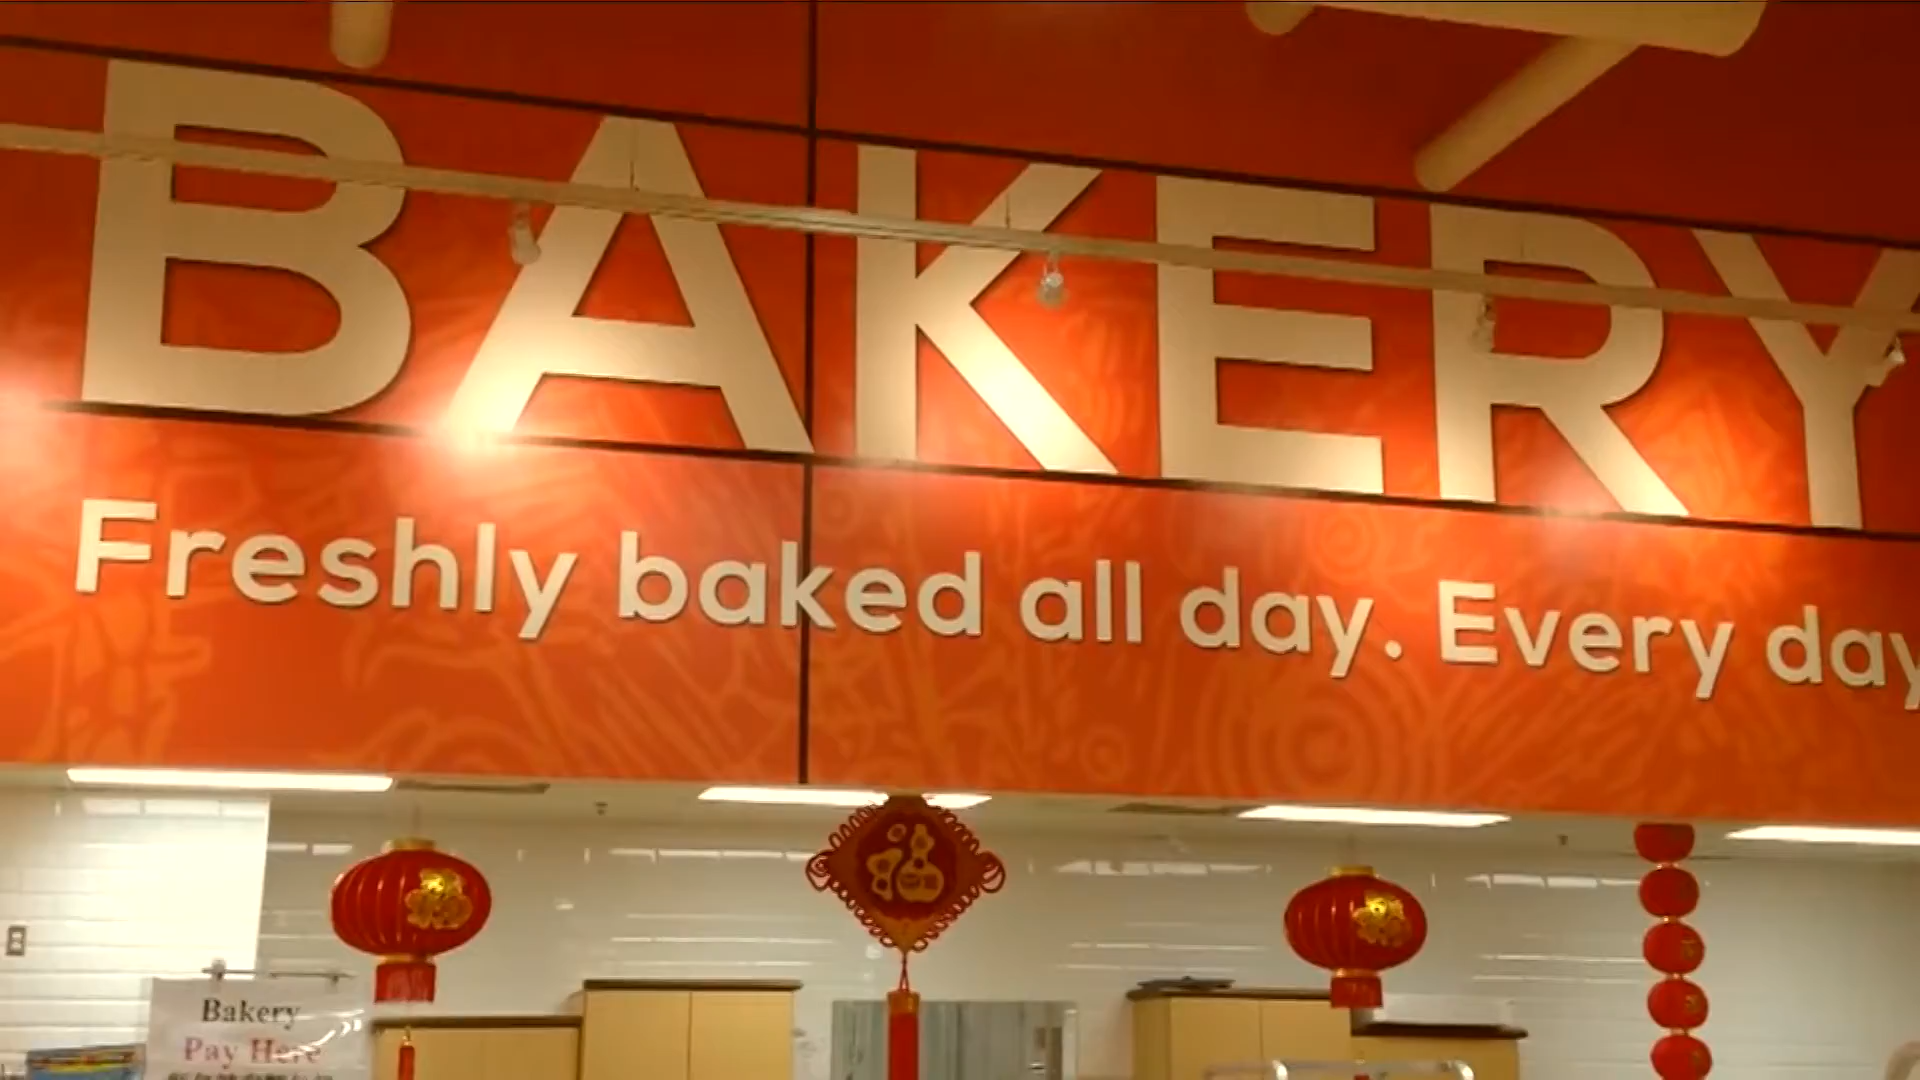 BAKERY
Freshly baked all day. Every day
福
Bakery
Pay Here